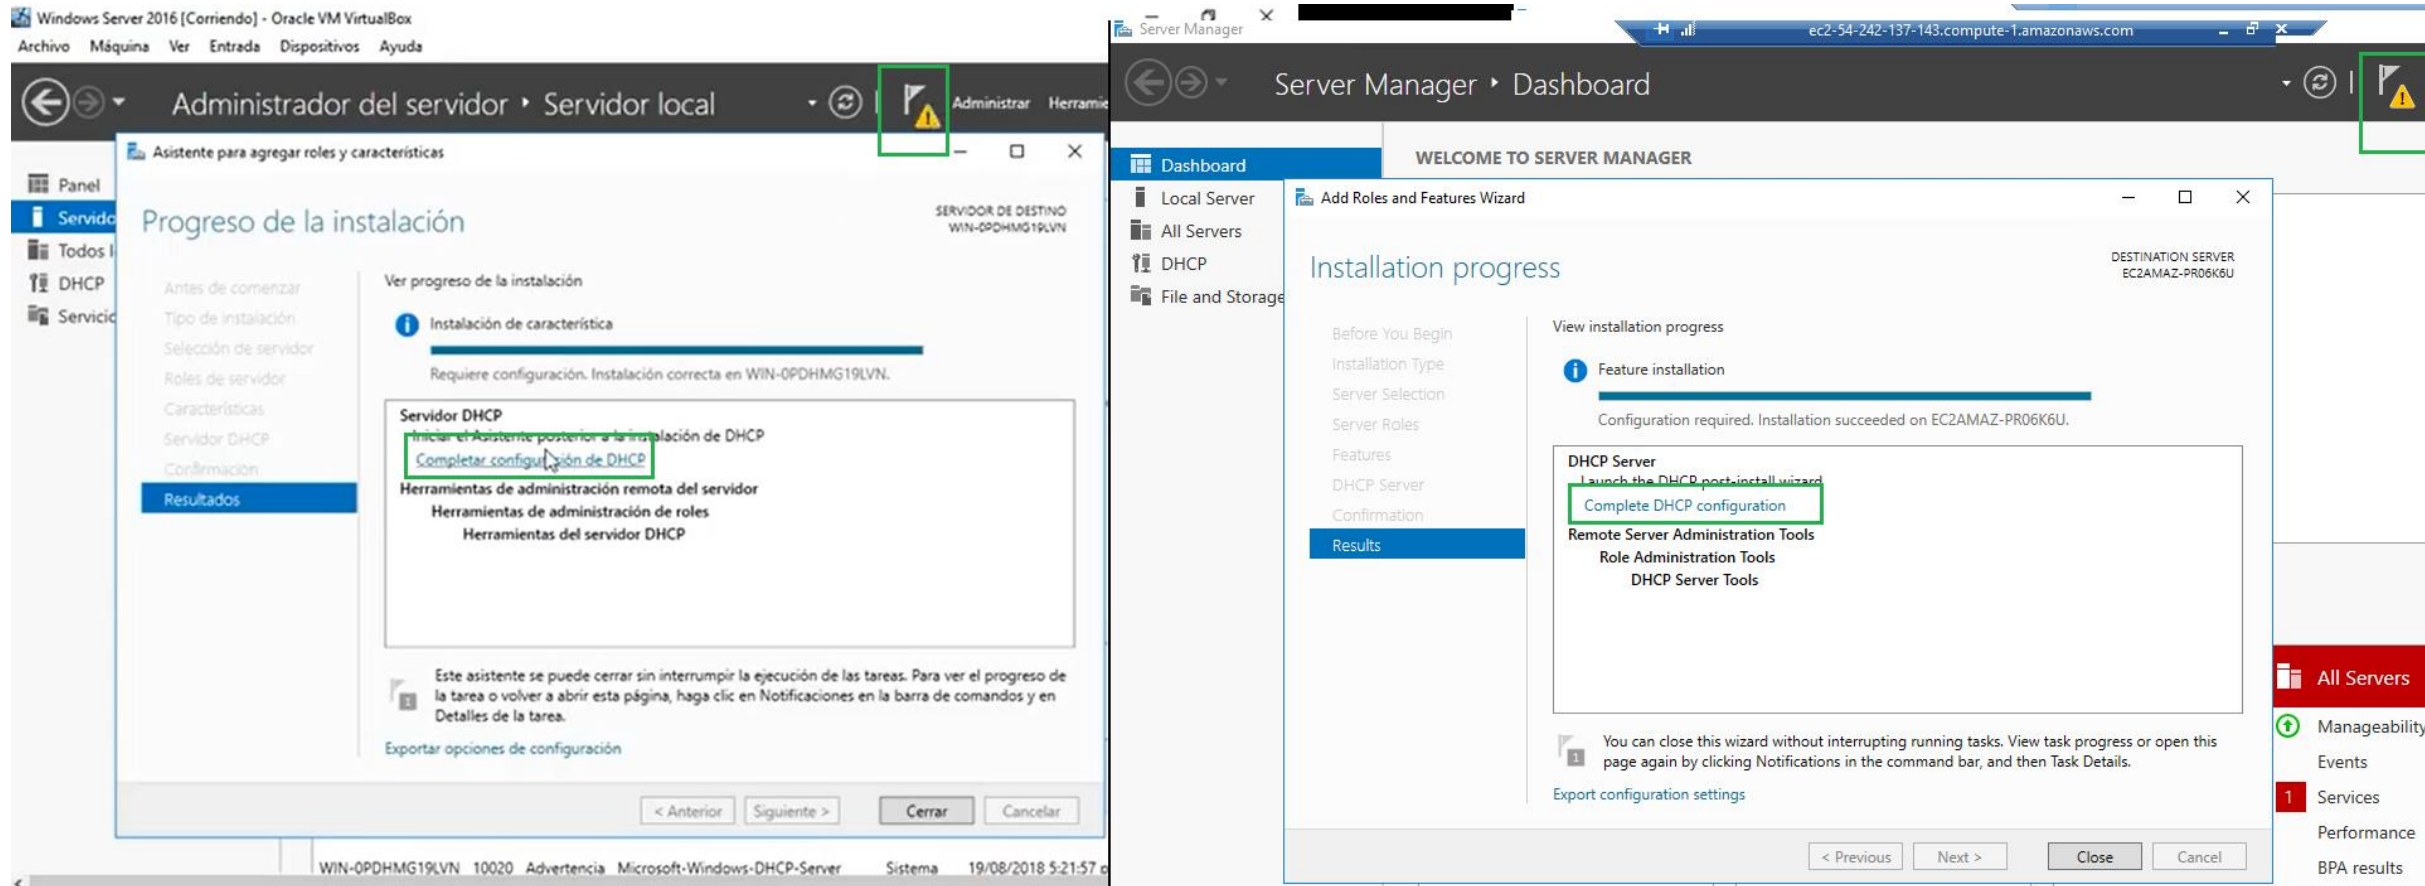 Windows Server 2016 [Corriendo] - Oracle VM VirtualBox
Archivo Máquina Ver Entrada Dispositivos Ayuda
Administrador del servidor ‣ Servidor local
Administrar Herramie
Asistente para agregar roles y características
Panel
Servido
Todos l
DHCP
Servicic
Progreso de la instalación
SERVIDOR DE DESTINO
WIN-0PDHMG19LVN
Antes de comenzar
Tipo de instalación
Selección de servidor
Roles de servidor
Características
Servidor DHCP
Confirmación
Resultados
Ver progreso de la instalación
Instalación de característica
Requiere configuración. Instalación correcta en WIN-0PDHMG19LVN.
Servidor DHCP
Iniciar el Asistente posterior a la instalación de DHCP
Completar configuración de DHCP
Herramientas de administración remota del servidor
Herramientas de administración de roles
Herramientas del servidor DHCP
Este asistente se puede cerrar sin interrumpir la ejecución de las tareas. Para ver el progreso de
la tarea o volver a abrir esta página, haga clic en Notificaciones en la barra de comandos y en
Detalles de la tarea.
1
Exportar opciones de configuración
< Anterior Siguiente > Cerrar Cancelar
WIN-0PDHMG19LVN 10020 Advertencia Microsoft-Windows-DHCP-Server Sistema 19/08/2018 5:21:57 p
Server Manager
ec2-54-242-137-143.compute-1.amazonaws.com
Server Manager ‣ Dashboard
Dashboard
Local Server
All Servers
DHCP
File and Storage
WELCOME TO SERVER MANAGER
Add Roles and Features Wizard
Installation progress
DESTINATION SERVER
EC2AMAZ-PR06K6U
Before You Begin
Installation Type
Server Selection
Server Roles
Features
DHCP Server
Confirmation
Results
View installation progress
Feature installation
Configuration required. Installation succeeded on EC2AMAZ-PR06K6U.
DHCP Server
Launch the DHCP post-install wizard
Complete DHCP configuration
Remote Server Administration Tools
Role Administration Tools
DHCP Server Tools
You can close this wizard without interrupting running tasks. View task progress or open this
page again by clicking Notifications in the command bar, and then Task Details.
1
Export configuration settings
< Previous Next > Close Cancel
All Servers
Manageability
Events
1 Services
Performance
BPA results